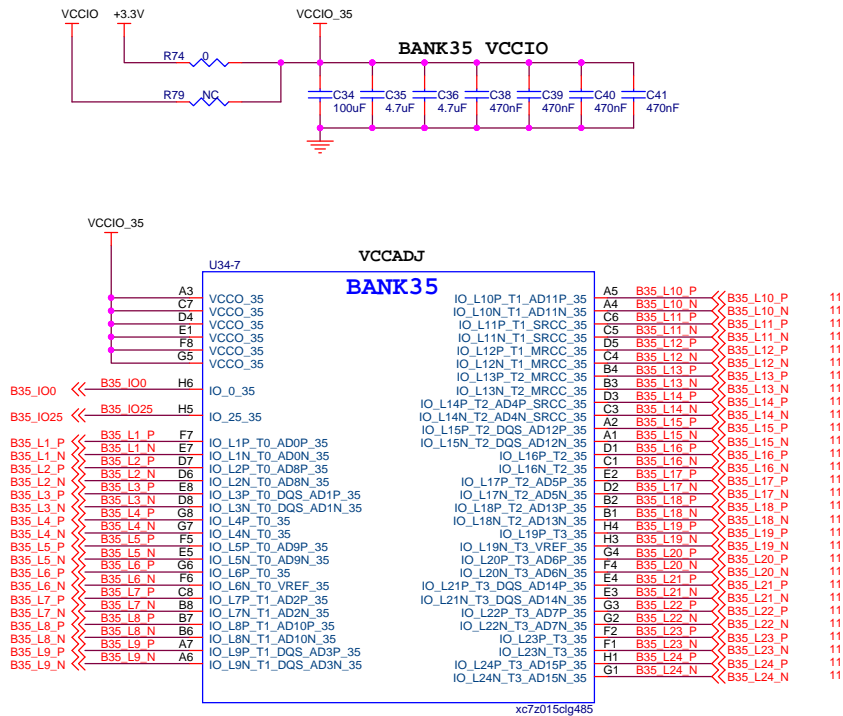 VCCIO +3.3V VCCIO_35
BANK35 VCCIO
R74 0
R79 NC
C34 C35 C36 C38 C39 C40 C41
100uF 4.7uF 4.7uF 470nF 470nF 470nF 470nF
VCCIO_35
VCCADJ
U34-7
BANK35
A3 VCCO_35
C7 VCCO_35
D4 VCCO_35
E1 VCCO_35
F8 VCCO_35
G5 VCCO_35
B35_IO0 B35_IO0 H6 IO_0_35
B35_IO25 B35_IO25 H5 IO_25_35
B35_L1_P B35_L1_P F7 IO_L1P_T0_AD0P_35
B35_L1_N B35_L1_N E7 IO_L1N_T0_AD0N_35
B35_L2_P B35_L2_P D7 IO_L2P_T0_AD8P_35
B35_L2_N B35_L2_N D6 IO_L2N_T0_AD8N_35
B35_L3_P B35_L3_P E8 IO_L3P_T0_DQS_AD1P_35
B35_L3_N B35_L3_N D8 IO_L3N_T0_DQS_AD1N_35
B35_L4_P B35_L4_P G8 IO_L4P_T0_35
B35_L4_N B35_L4_N G7 IO_L4N_T0_35
B35_L5_P B35_L5_P F5 IO_L5P_T0_AD9P_35
B35_L5_N B35_L5_N E5 IO_L5N_T0_AD9N_35
B35_L6_P B35_L6_P G6 IO_L6P_T0_35
B35_L6_N B35_L6_N F6 IO_L6N_T0_VREF_35
B35_L7_P B35_L7_P C8 IO_L7P_T1_AD2P_35
B35_L7_N B35_L7_N B8 IO_L7N_T1_AD2N_35
B35_L8_P B35_L8_P B7 IO_L8P_T1_AD10P_35
B35_L8_N B35_L8_N B6 IO_L8N_T1_AD10N_35
B35_L9_P B35_L9_P A7 IO_L9P_T1_DQS_AD3P_35
B35_L9_N B35_L9_N A6 IO_L9N_T1_DQS_AD3N_35
IO_L10P_T1_AD11P_35 A5 B35_L10_P B35_L10_P 11
IO_L10N_T1_AD11N_35 A4 B35_L10_N B35_L10_N 11
IO_L11P_T1_SRCC_35 C6 B35_L11_P B35_L11_P 11
IO_L11N_T1_SRCC_35 C5 B35_L11_N B35_L11_N 11
IO_L12P_T1_MRCC_35 D5 B35_L12_P B35_L12_P 11
IO_L12N_T1_MRCC_35 C4 B35_L12_N B35_L12_N 11
IO_L13P_T2_MRCC_35 B4 B35_L13_P B35_L13_P 11
IO_L13N_T2_MRCC_35 B3 B35_L13_N B35_L13_N 11
IO_L14P_T2_AD4P_SRCC_35 D3 B35_L14_P B35_L14_P 11
IO_L14N_T2_AD4N_SRCC_35 C3 B35_L14_N B35_L14_N 11
IO_L15P_T2_DQS_AD12P_35 A2 B35_L15_P B35_L15_P 11
IO_L15N_T2_DQS_AD12N_35 A1 B35_L15_N B35_L15_N 11
IO_L16P_T2_35 D1 B35_L16_P B35_L16_P 11
IO_L16N_T2_35 C1 B35_L16_N B35_L16_N 11
IO_L17P_T2_AD5P_35 E2 B35_L17_P B35_L17_P 11
IO_L17N_T2_AD5N_35 D2 B35_L17_N B35_L17_N 11
IO_L18P_T2_AD13P_35 B2 B35_L18_P B35_L18_P 11
IO_L18N_T2_AD13N_35 B1 B35_L18_N B35_L18_N 11
IO_L19P_T3_35 H4 B35_L19_P B35_L19_P 11
IO_L19N_T3_VREF_35 H3 B35_L19_N B35_L19_N 11
IO_L20P_T3_AD6P_35 G4 B35_L20_P B35_L20_P 11
IO_L20N_T3_AD6N_35 F4 B35_L20_N B35_L20_N 11
IO_L21P_T3_DQS_AD14P_35 E4 B35_L21_P B35_L21_P 11
IO_L21N_T3_DQS_AD14N_35 E3 B35_L21_N B35_L21_N 11
IO_L22P_T3_AD7P_35 G3 B35_L22_P B35_L22_P 11
IO_L22N_T3_AD7N_35 G2 B35_L22_N B35_L22_N 11
IO_L23P_T3_35 F2 B35_L23_P B35_L23_P 11
IO_L23N_T3_35 F1 B35_L23_N B35_L23_N 11
IO_L24P_T3_AD15P_35 H1 B35_L24_P B35_L24_P 11
IO_L24N_T3_AD15N_35 G1 B35_L24_N B35_L24_N 11
xc7z015clg485